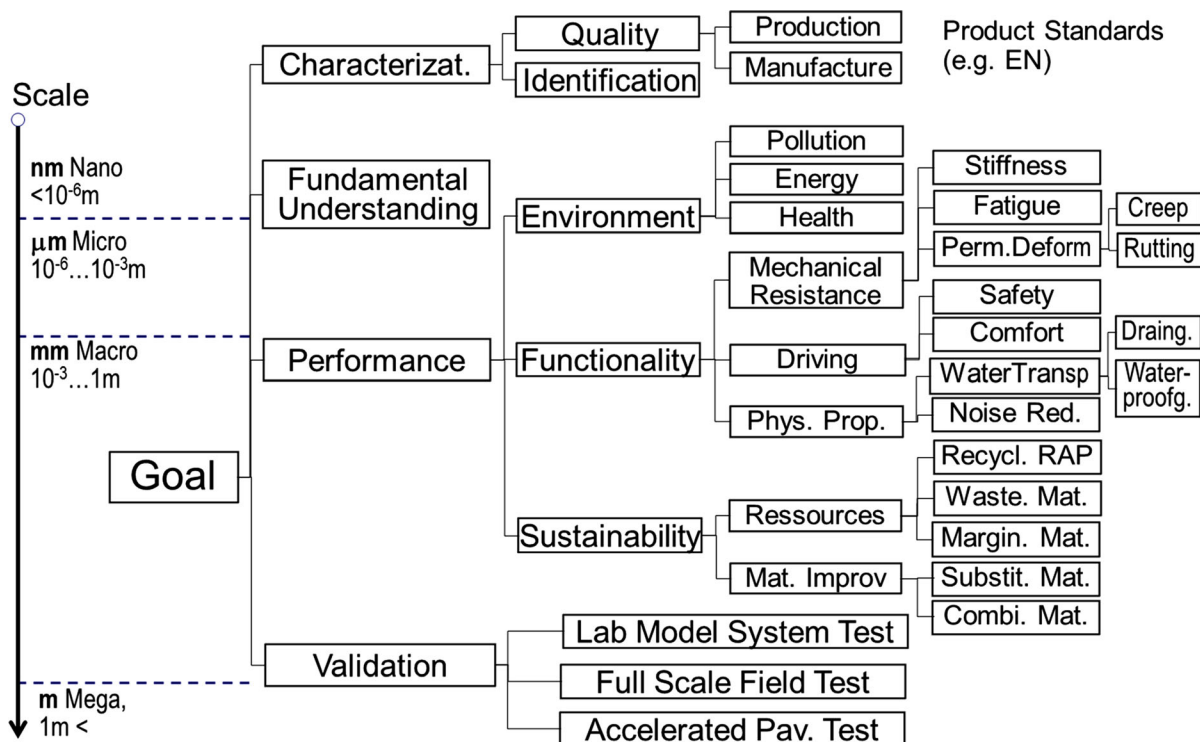 Scale
nm Nano
<10⁻⁶m
μm Micro
10⁻⁶…10⁻³m
mm Macro
10⁻³…1m
m Mega,
1m <
Goal
Characterizat.
Quality
Production
Manufacture
Product Standards
(e.g. EN)
Identification
Fundamental
Understanding
Performance
Environment
Pollution
Energy
Health
Functionality
Mechanical
Resistance
Stiffness
Fatigue
Perm.Deform
Creep
Rutting
Driving
Safety
Comfort
Phys. Prop.
WaterTransp
Draing.
Water-
proofg.
Noise Red.
Sustainability
Ressources
Recycl. RAP
Waste. Mat.
Margin. Mat.
Mat. Improv
Substit. Mat.
Combi. Mat.
Validation
Lab Model System Test
Full Scale Field Test
Accelerated Pav. Test